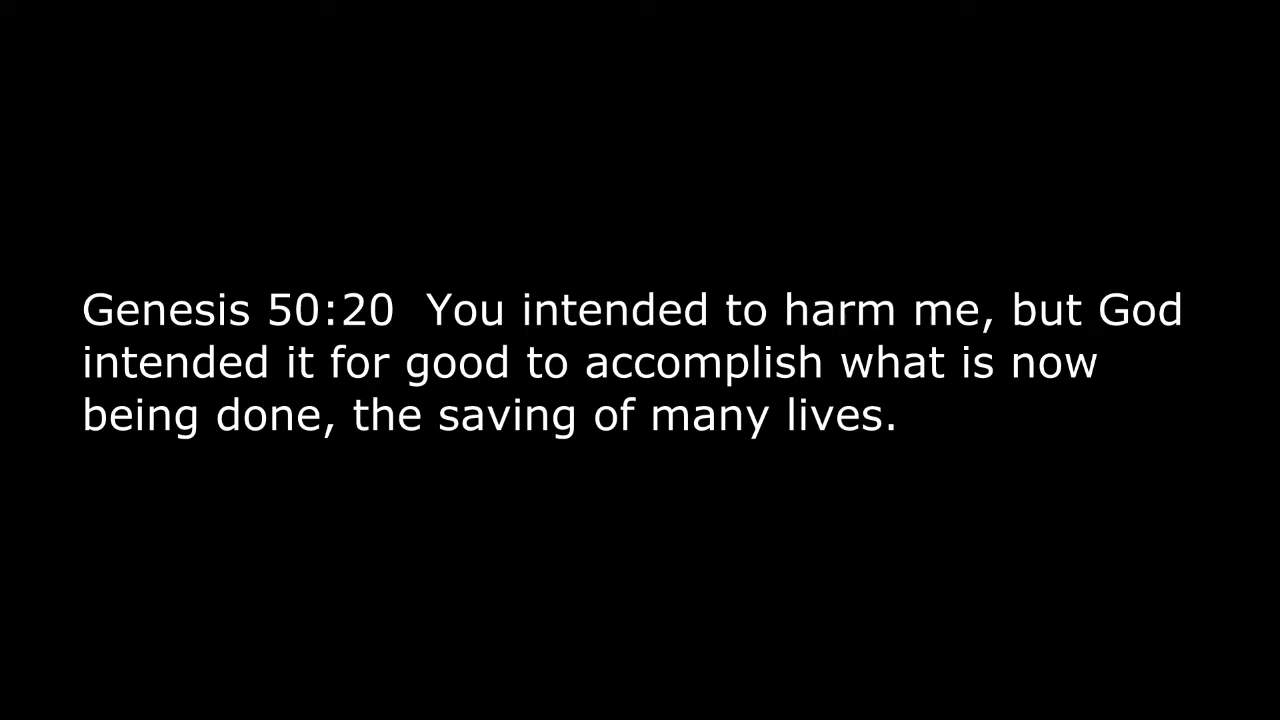 Genesis 50:20  You intended to harm me, but God
intended it for good to accomplish what is now
being done, the saving of many lives.